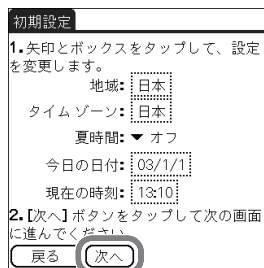 初期設定
1.矢印とボックスをタップして、設定
を変更します。
地域: 日本
タイム ゾーン: 日本
夏時間: ▼ オフ
今日の日付: 03/1/1
現在の時刻: 13:10
2.[次へ] ボタンをタップして次の画面
に進んでください。
戻る 次へ